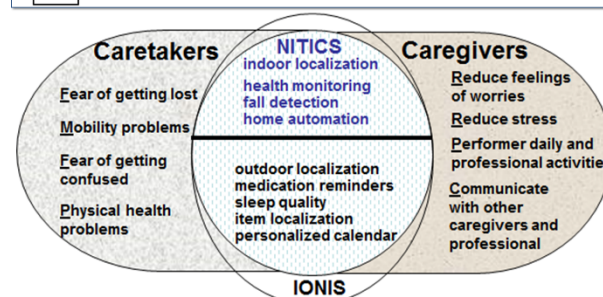 Caretakers
Fear of getting lost
Mobility problems
Fear of getting
confused
Physical health
problems
NITICS
indoor localization
health monitoring
fall detection
home automation
outdoor localization
medication reminders
sleep quality
item localization
personalized calendar
IONIS
Caregivers
Reduce feelings
of worries
Reduce stress
Performer daily and
professional activitie
Communicate
with other
caregivers and
professional